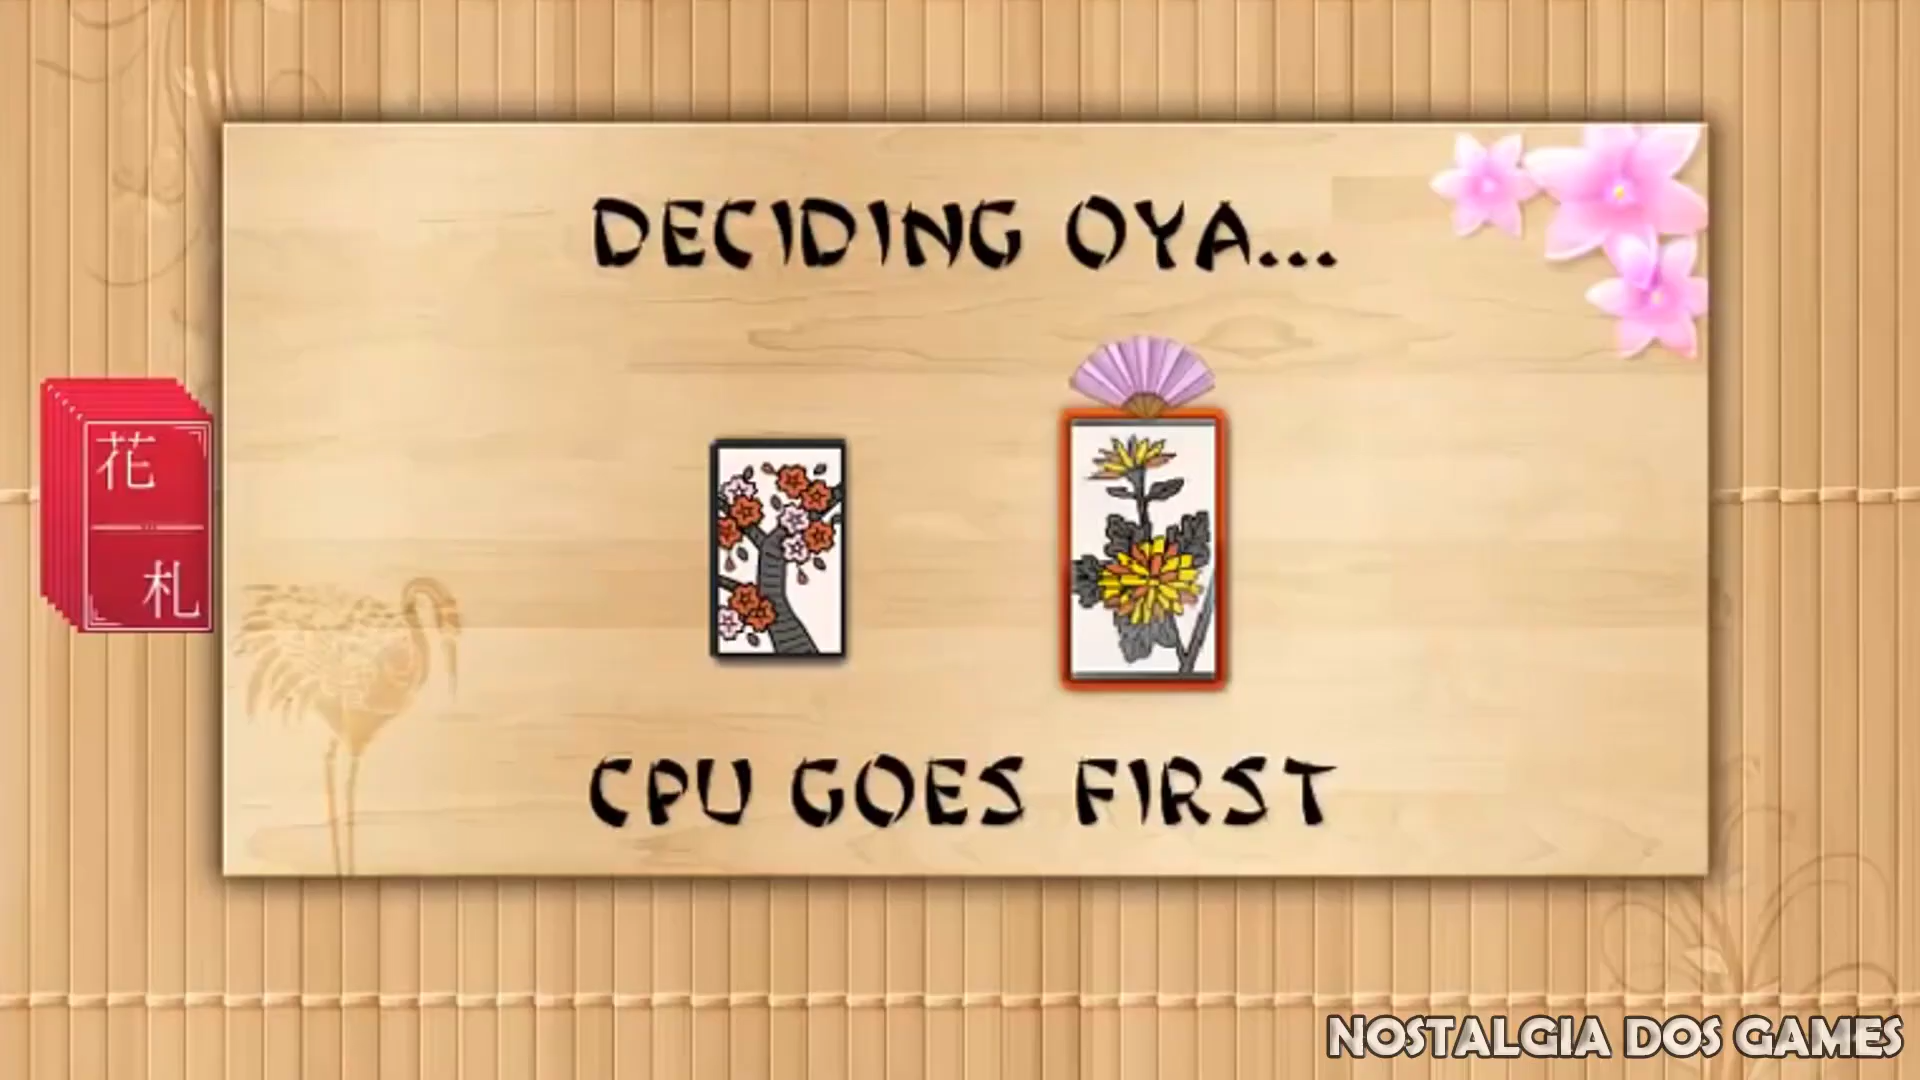 DECIDING OYA...
花
札
CPU GOES FIRST
NOSTALGIA DOS GAMES